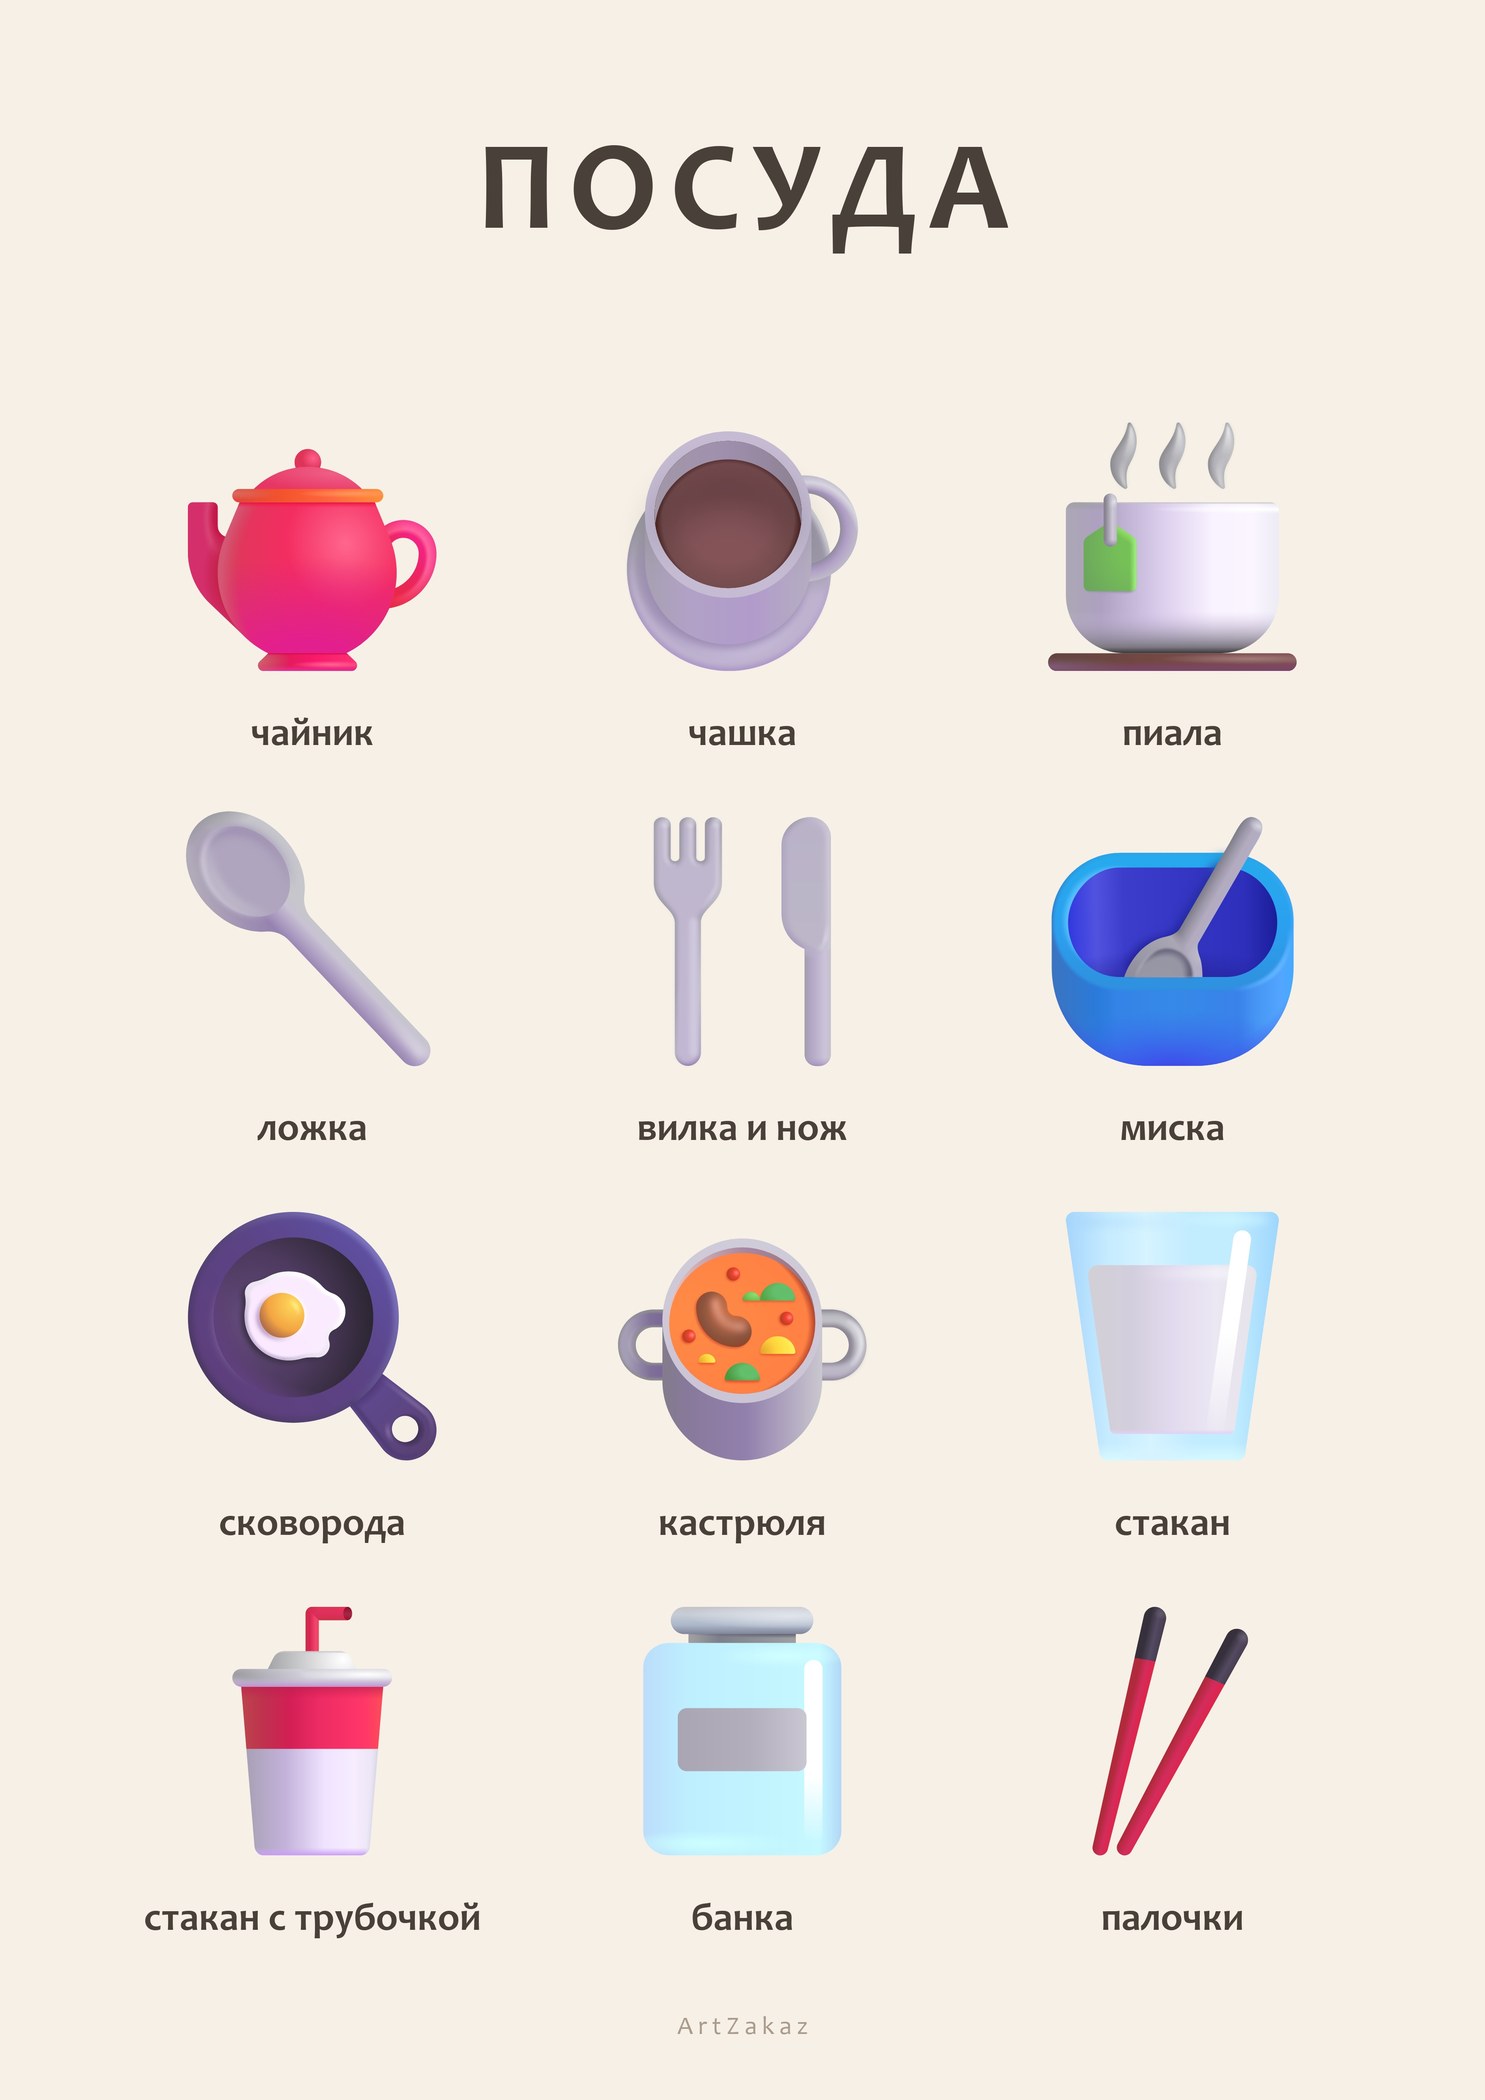 ПОСУДА
чайник
чашка
пиала
ложка
вилка и нож
миска
сковорода
кастрюля
стакан
стакан с трубочкой
банка
палочки
ArtZakaz